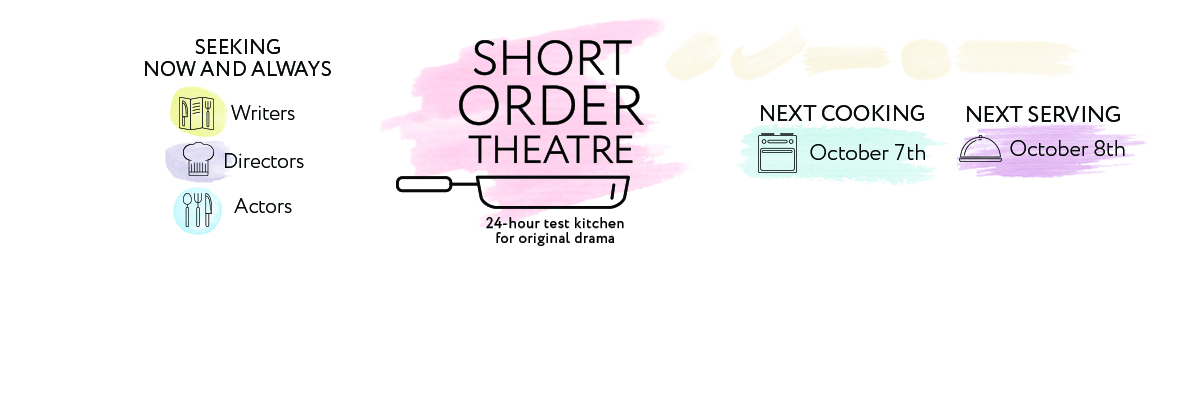 SEEKING
NOW AND ALWAYS
Writers
Directors
Actors
SHORT
ORDER
THEATRE
24-hour test kitchen
for original drama
NEXT COOKING
October 7th
NEXT SERVING
October 8th